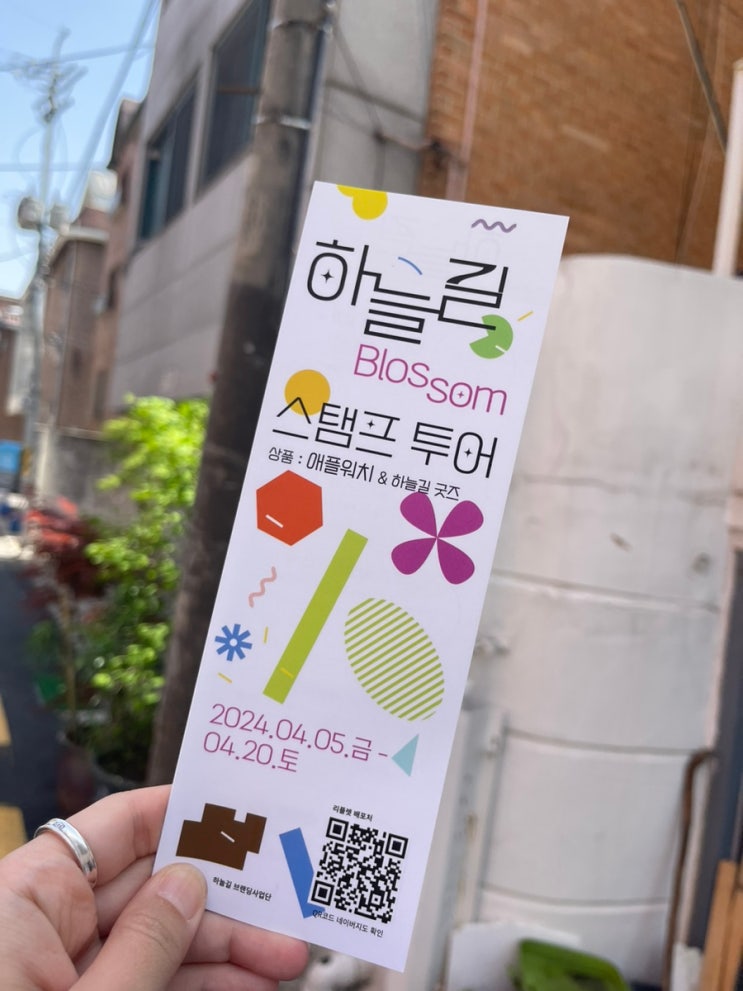 하늘길
Blossom
스탬프 투어
상품 : 애플워치 & 하늘길 굿즈
2024.04.05.금 -
04.20.토
리플렛 배포처
하늘길 브랜딩사업단
QR코드 네이버지도 확인